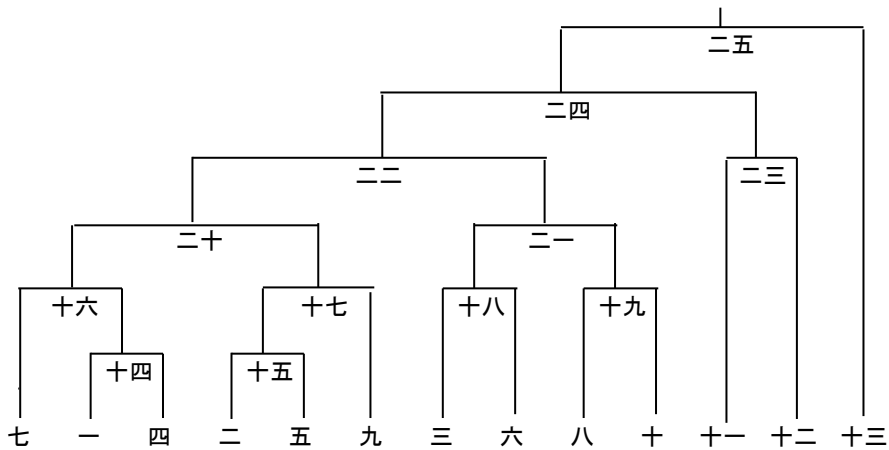 二五
二四
二二 二三
二十 二一
十六 十七 十八 十九
十四 十五
七 一 四 二 五 九 三 六 八 十 十一 十二 十三